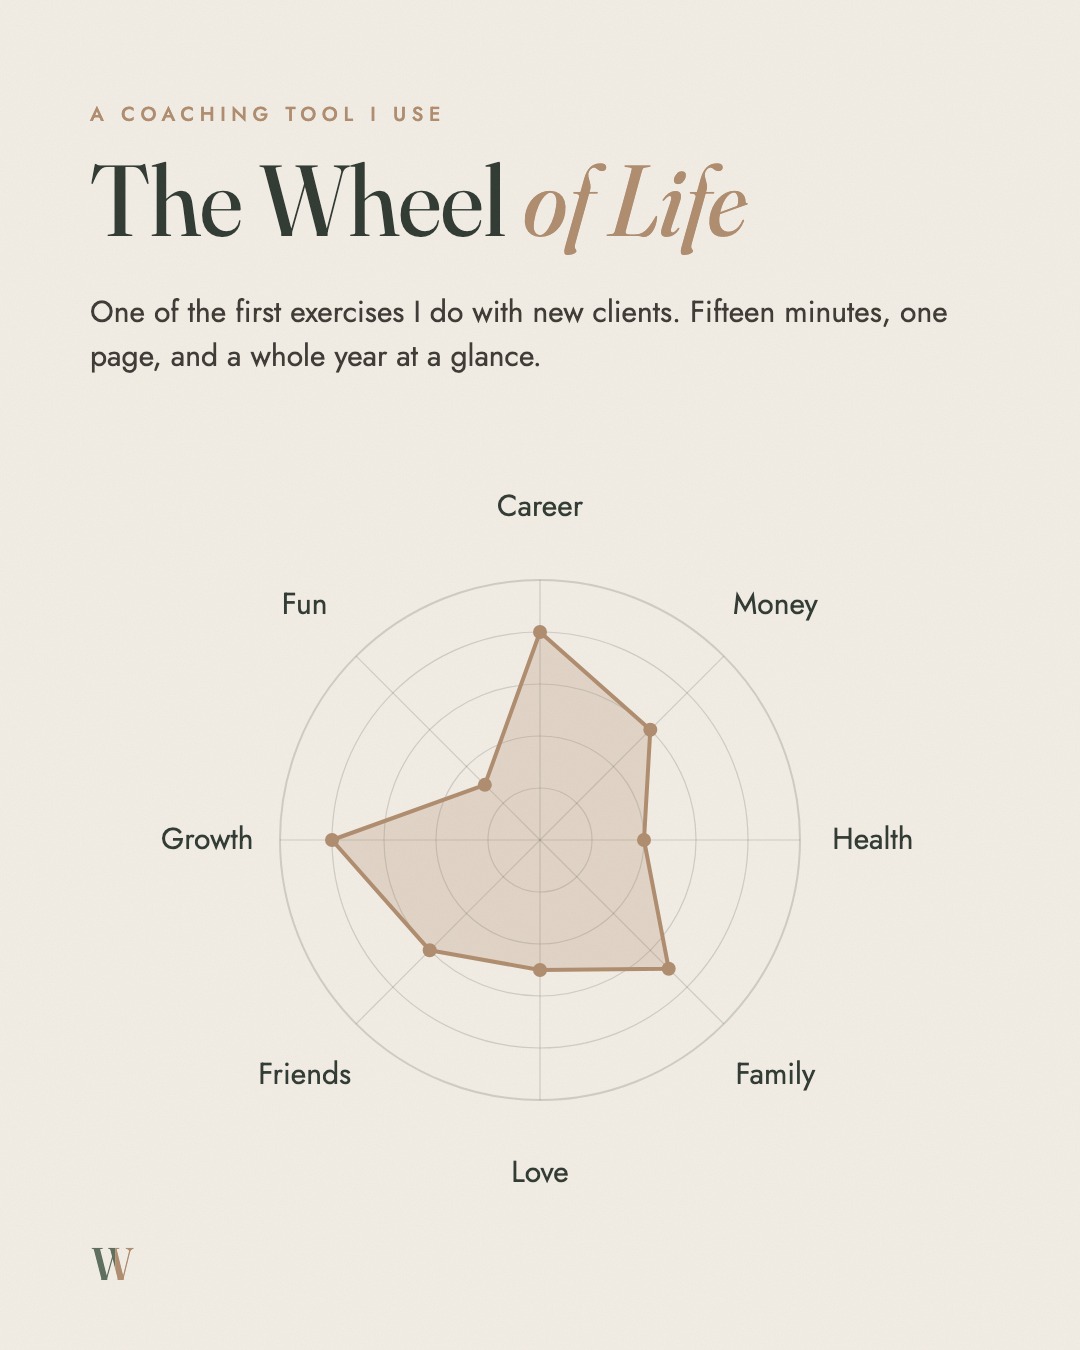 A COACHING TOOL I USE
The Wheel of Life
One of the first exercises I do with new clients. Fifteen minutes, one
page, and a whole year at a glance.
Career
Fun
Money
Growth
Health
Friends
Family
Love
W